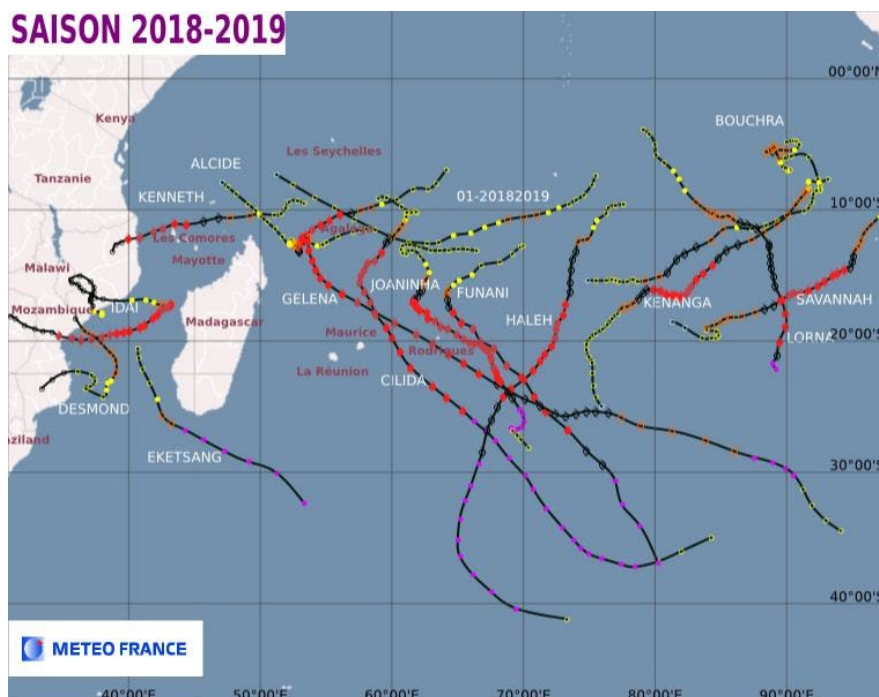 SAISON 2018-2019
00°00'N
Kenya
BOUCHRA
Les Seychelles
ALCIDE
Tanzanie
KENNETH
01-20182019
10°00'S
Agalega
Les Comores
Mayotte
Malawi
JOANINHA
FUNANI
GELENA
KENANGA
SAVANNAH
Mozambique
IDAI
Madagascar
HALEH
Maurice
LORNA
20°00'S
Rodrigues
La Réunion
CILIDA
DESMOND
aziland
EKETSANG
30°00'S
40°00'S
METEO FRANCE
40°00'E
50°00'E
60°00'E
70°00'E
80°00'E
90°00'E